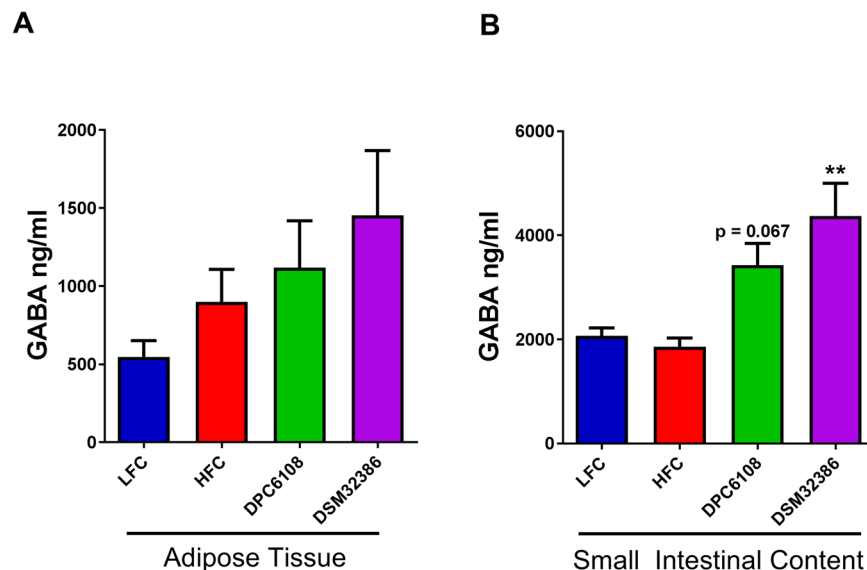 A
GABA ng/ml
2000
1500
1000
500
0
LFC
HFC
DPC6108
DSM32386
Adipose Tissue
B
GABA ng/ml
6000
4000
2000
0
p = 0.067
**
LFC
HFC
DPC6108
DSM32386
Small Intestinal Content